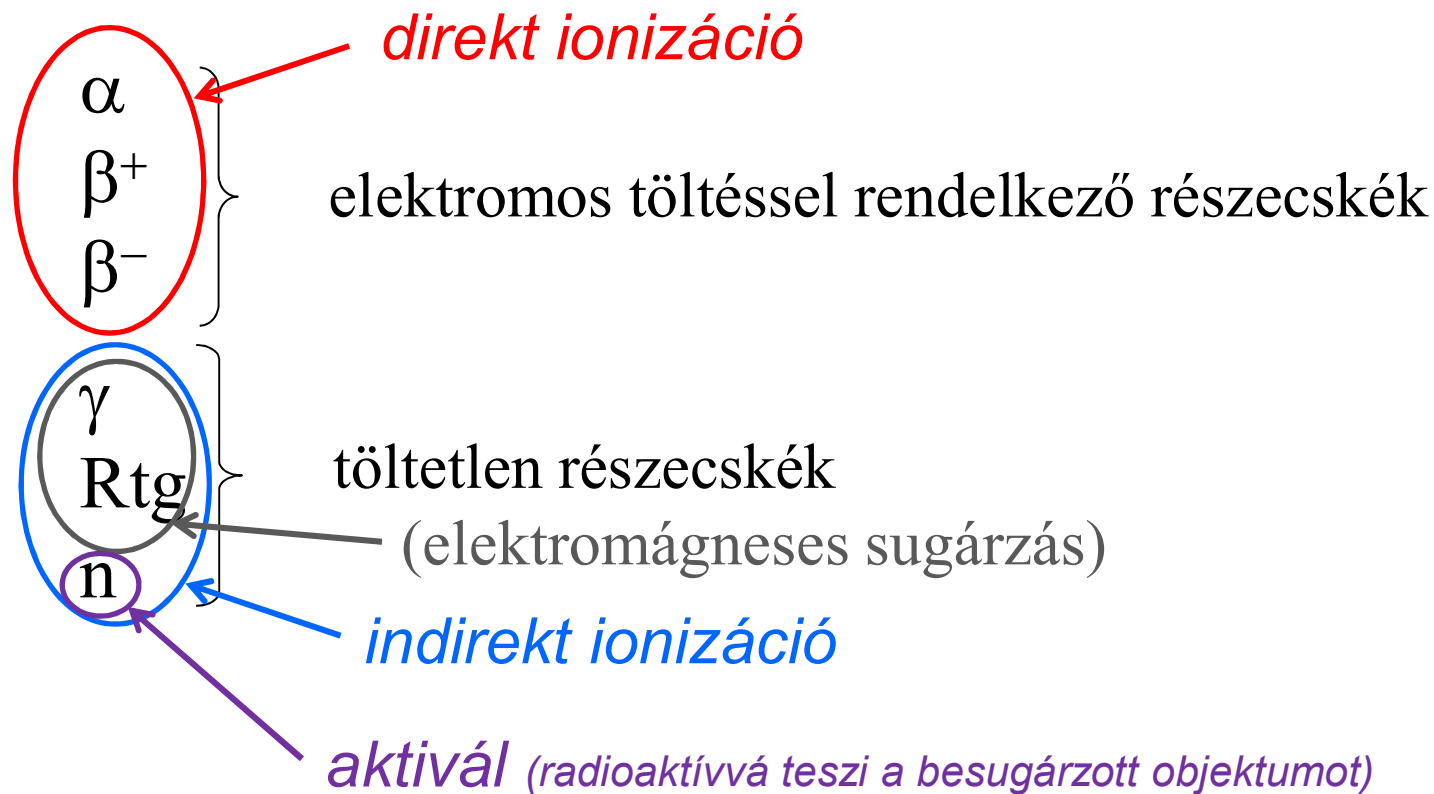 direkt ionizáció
α
β⁺
elektromos töltéssel rendelkező részecskék
β⁻
γ
Rtg
töltetlen részecskék
(elektromágneses sugárzás)
n
indirekt ionizáció
aktivál (radioaktívvá teszi a besugárzott objektumot)